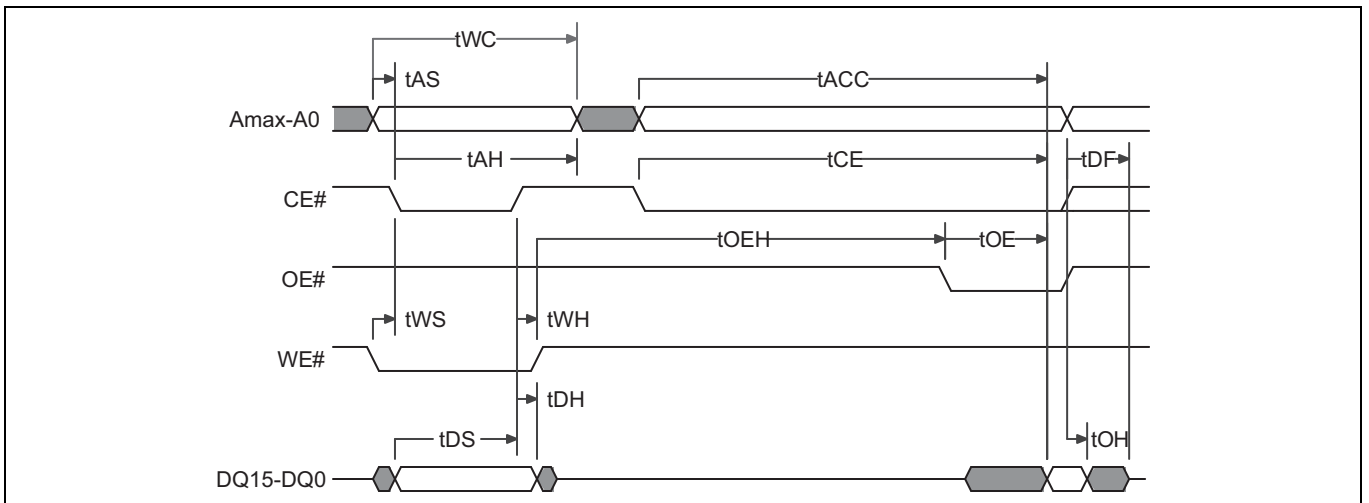 tWC
tAS
tACC
Amax-A0
tAH
tCE
tDF
CE#
tOEH
tOE
OE#
tWS
tWH
WE#
tDH
tDS
tOH
DQ15-DQ0